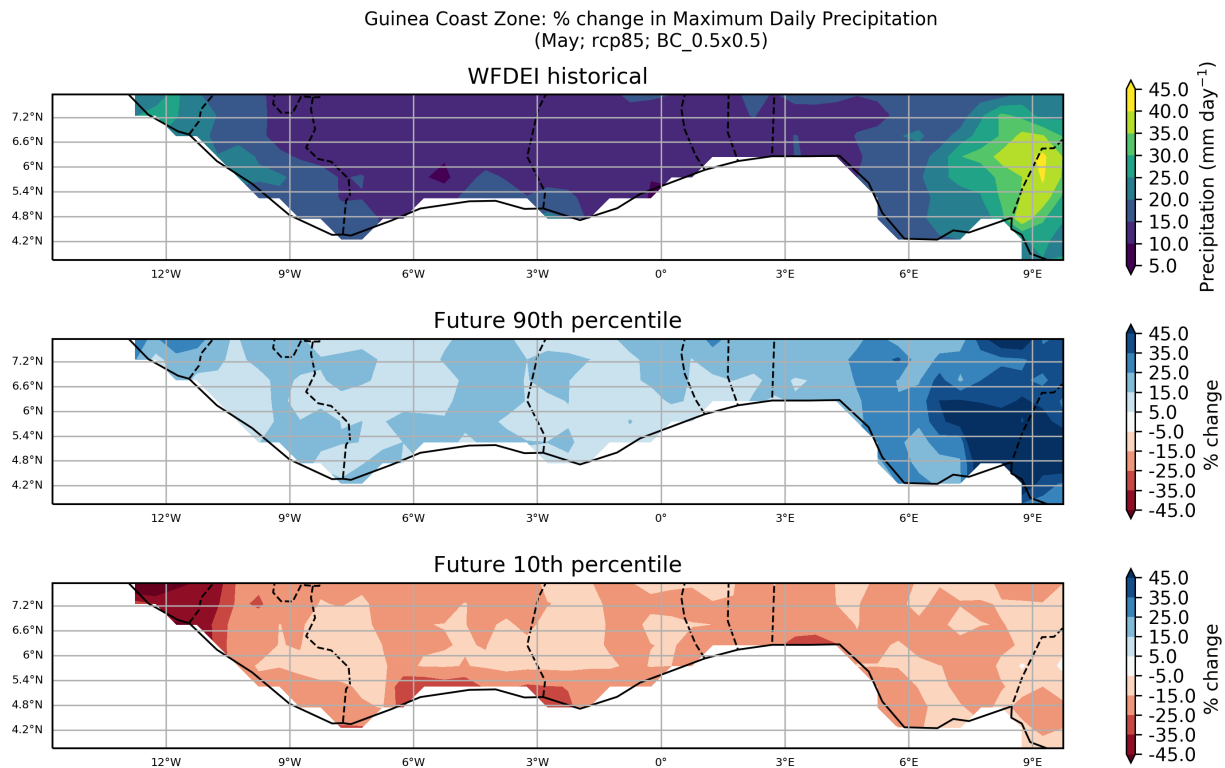 Guinea Coast Zone: % change in Maximum Daily Precipitation
(May; rcp85; BC_0.5x0.5)
WFDEI historical
7.2°N
6.6°N
6°N
5.4°N
4.8°N
4.2°N
12°W 9°W 6°W 3°W 0° 3°E 6°E 9°E
45.0
40.0
35.0
30.0
25.0
20.0
15.0
10.0
5.0
Precipitation (mm day⁻¹)
Future 90th percentile
7.2°N
6.6°N
6°N
5.4°N
4.8°N
4.2°N
12°W 9°W 6°W 3°W 0° 3°E 6°E 9°E
45.0
35.0
25.0
15.0
5.0
-5.0
-15.0
-25.0
-35.0
-45.0
% change
Future 10th percentile
7.2°N
6.6°N
6°N
5.4°N
4.8°N
4.2°N
12°W 9°W 6°W 3°W 0° 3°E 6°E 9°E
45.0
35.0
25.0
15.0
5.0
-5.0
-15.0
-25.0
-35.0
-45.0
% change